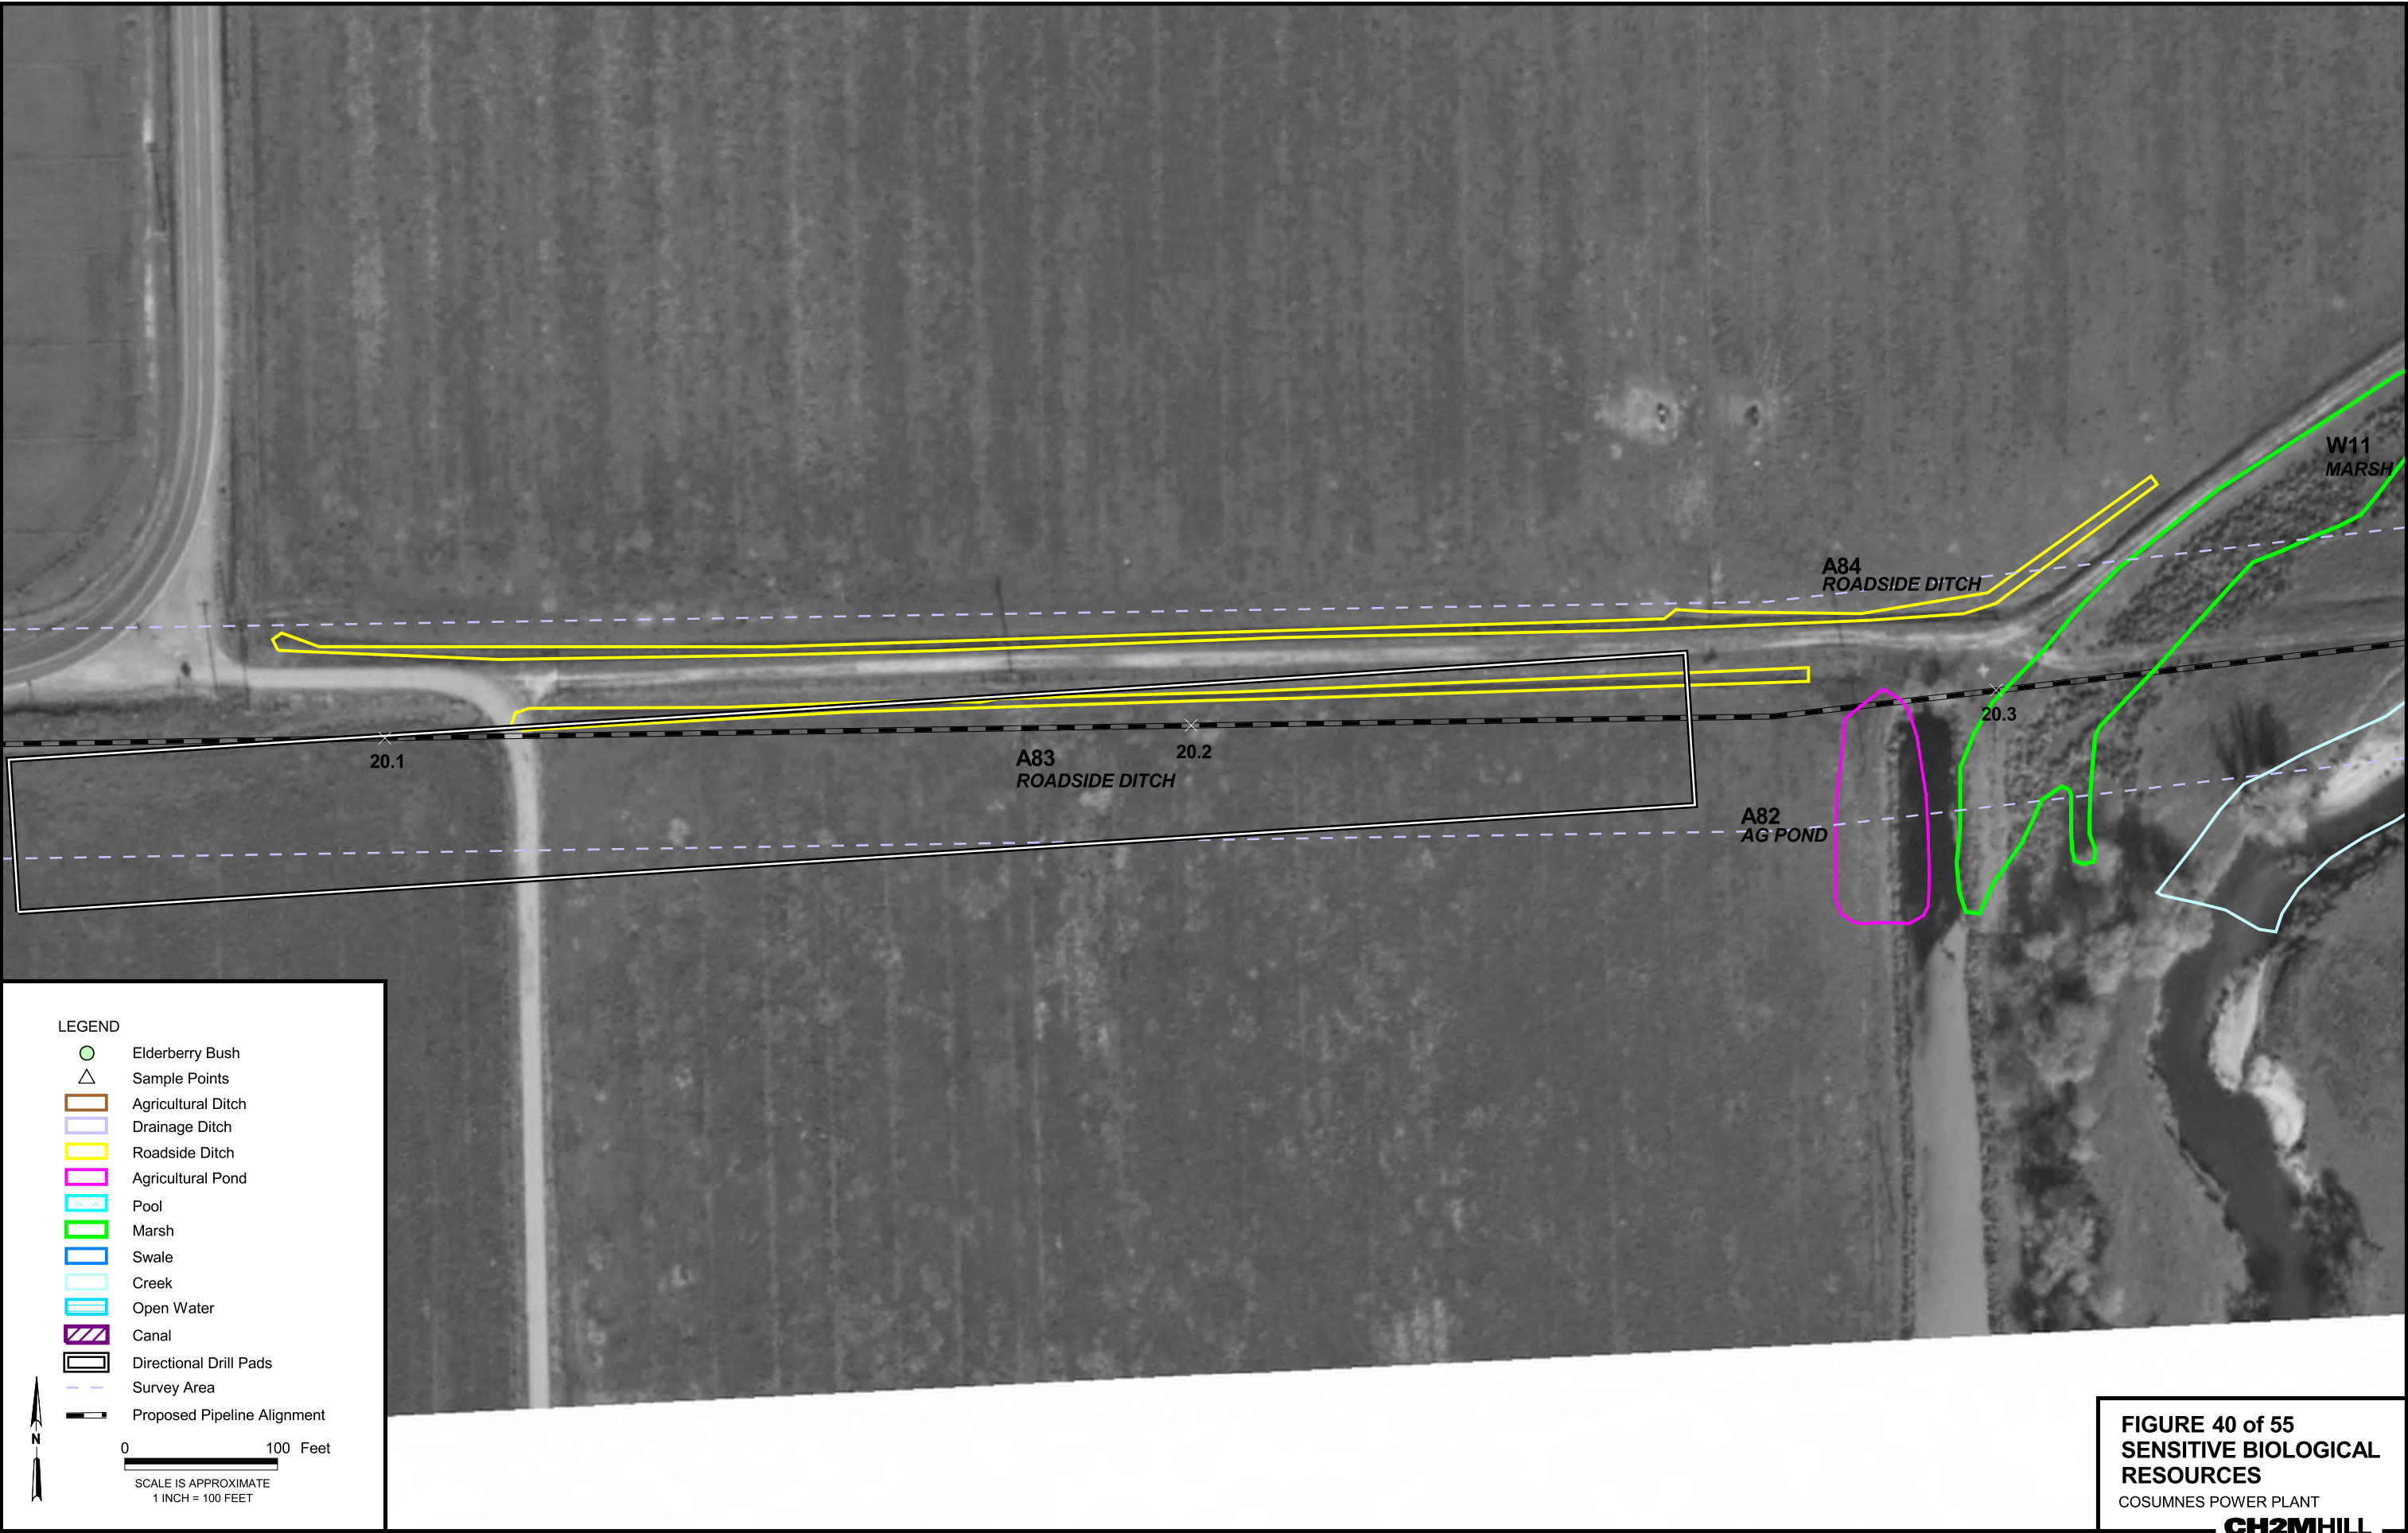 W11
MARSH
A84
ROADSIDE DITCH
20.1
20.2
20.3
A83
ROADSIDE DITCH
A82
AG POND
LEGEND
Elderberry Bush
Sample Points
Agricultural Ditch
Drainage Ditch
Roadside Ditch
Agricultural Pond
Pool
Marsh
Swale
Creek
Open Water
Canal
Directional Drill Pads
Survey Area
Proposed Pipeline Alignment
N
0 100 Feet
SCALE IS APPROXIMATE
1 INCH = 100 FEET
FIGURE 40 of 55
SENSITIVE BIOLOGICAL
RESOURCES
COSUMNES POWER PLANT
CH2MHILL